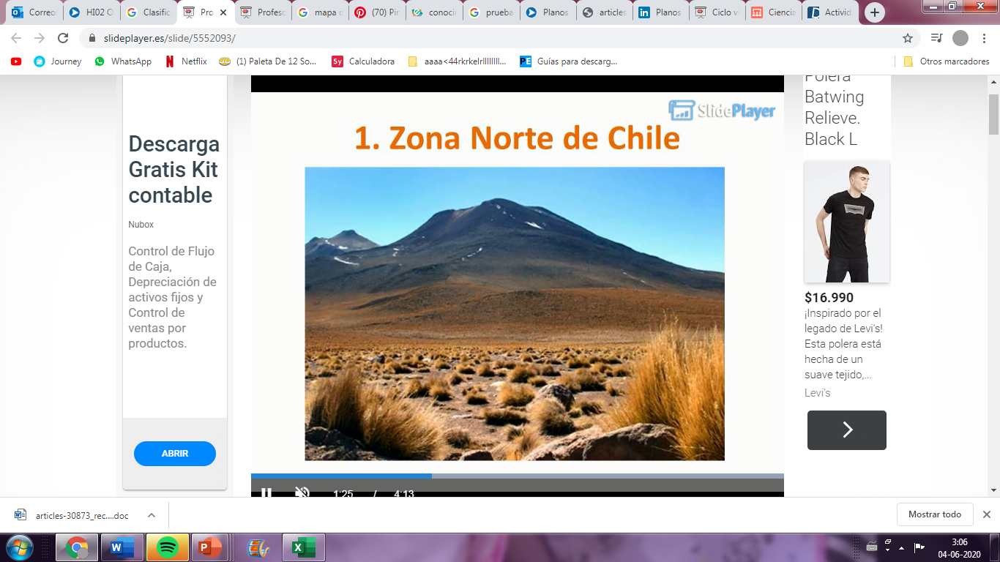 Correo
HI02 O
Clasific
Pro
Profeso
mapa c
(70) Pin
conoci
prueba
Planos
articles
Planos
Ciclo v
Ciencia
Activid
slideplayer.es/slide/5552093/
Journey
WhatsApp
Netflix
(1) Paleta De 12 So...
Calculadora
aaaa<44rkrkelrlllllll...
Guías para descarg...
Otros marcadores
Descarga
Gratis Kit
contable
Nubox
Control de Flujo
de Caja,
Depreciación de
activos fijos y
Control de
ventas por
productos.
ABRIR
SlidePlayer
1. Zona Norte de Chile
1:25 / 4:13
Polera
Batwing
Relieve.
Black L
$16.990
¡Inspirado por el
legado de Levi's!
Esta polera está
hecha de un
suave tejido,...
Levi's
articles-30873_rec....doc
Mostrar todo
3:06
04-06-2020